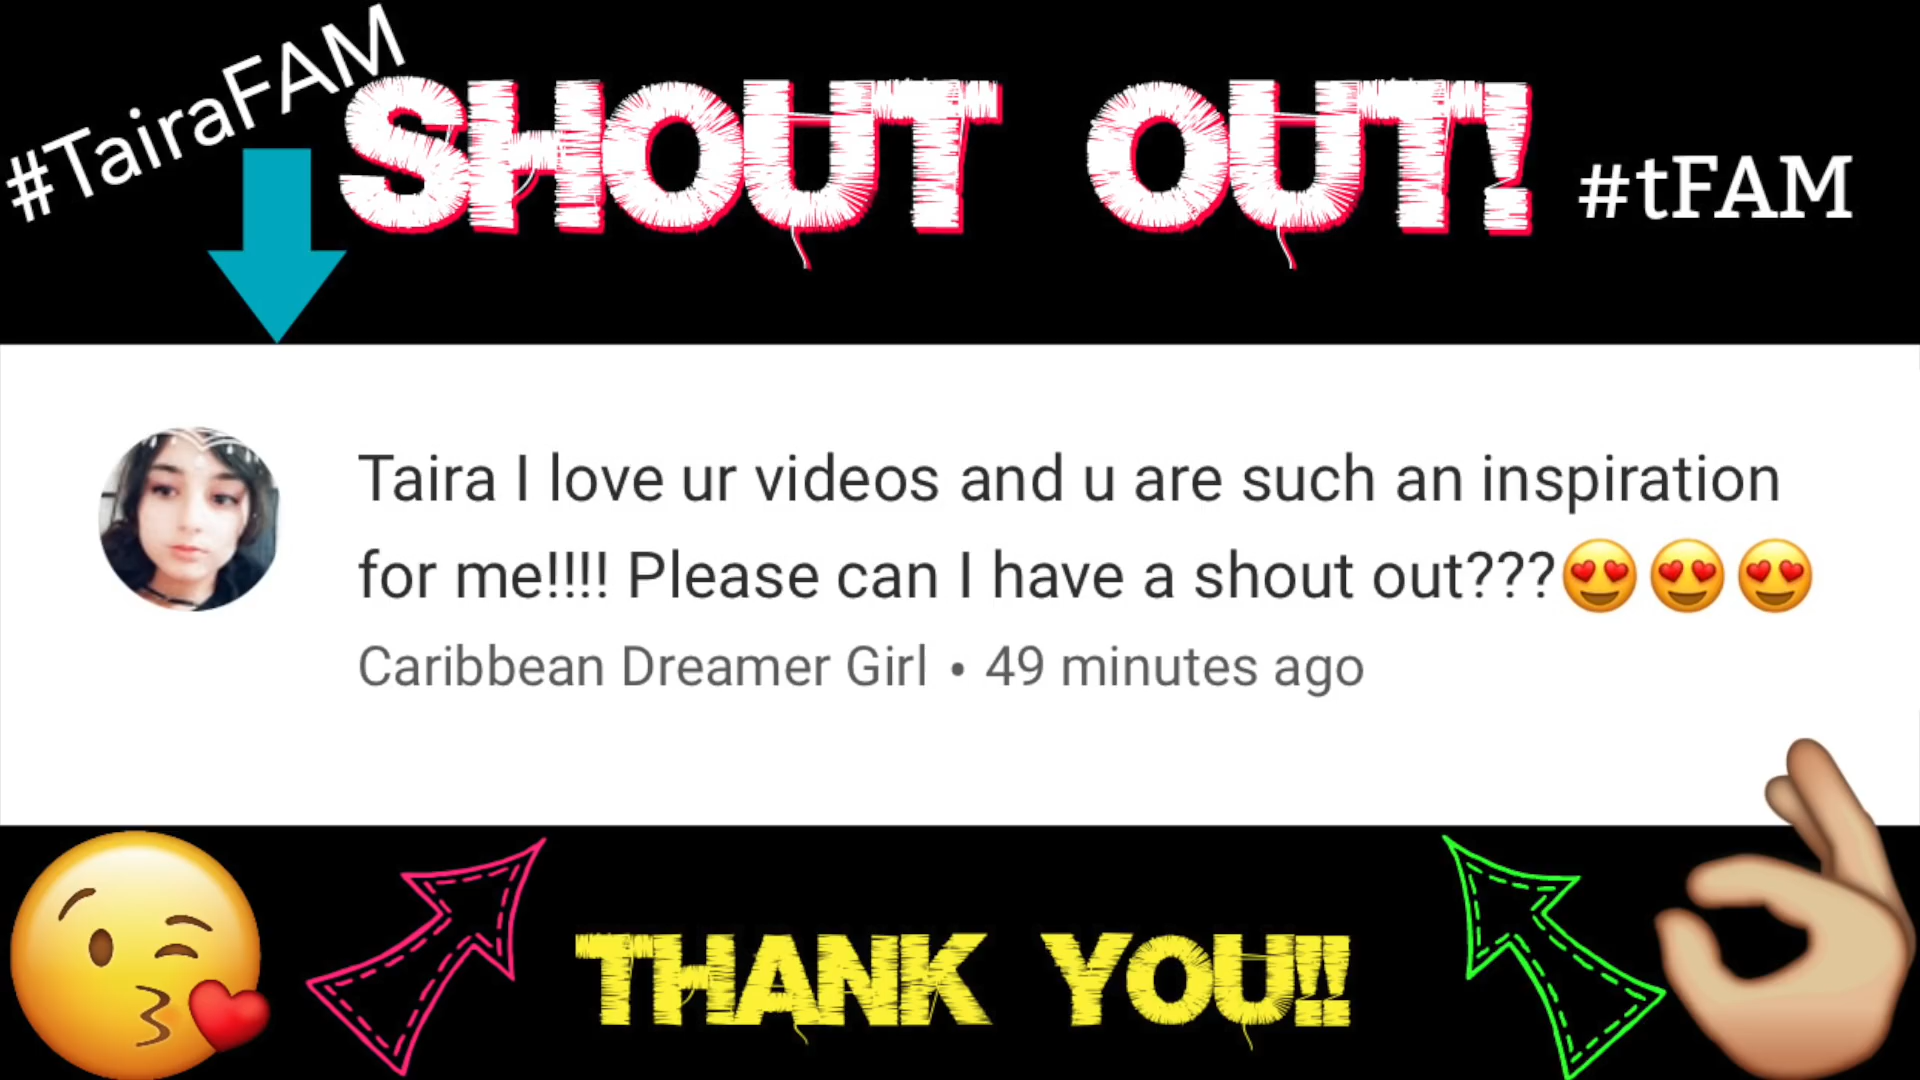 #TairaFAM
SHOUT OUT!
#tFAM
Taira I love ur videos and u are such an inspiration
for me!!!! Please can I have a shout out???😍😍😍
Caribbean Dreamer Girl • 49 minutes ago
THANK YOU!!